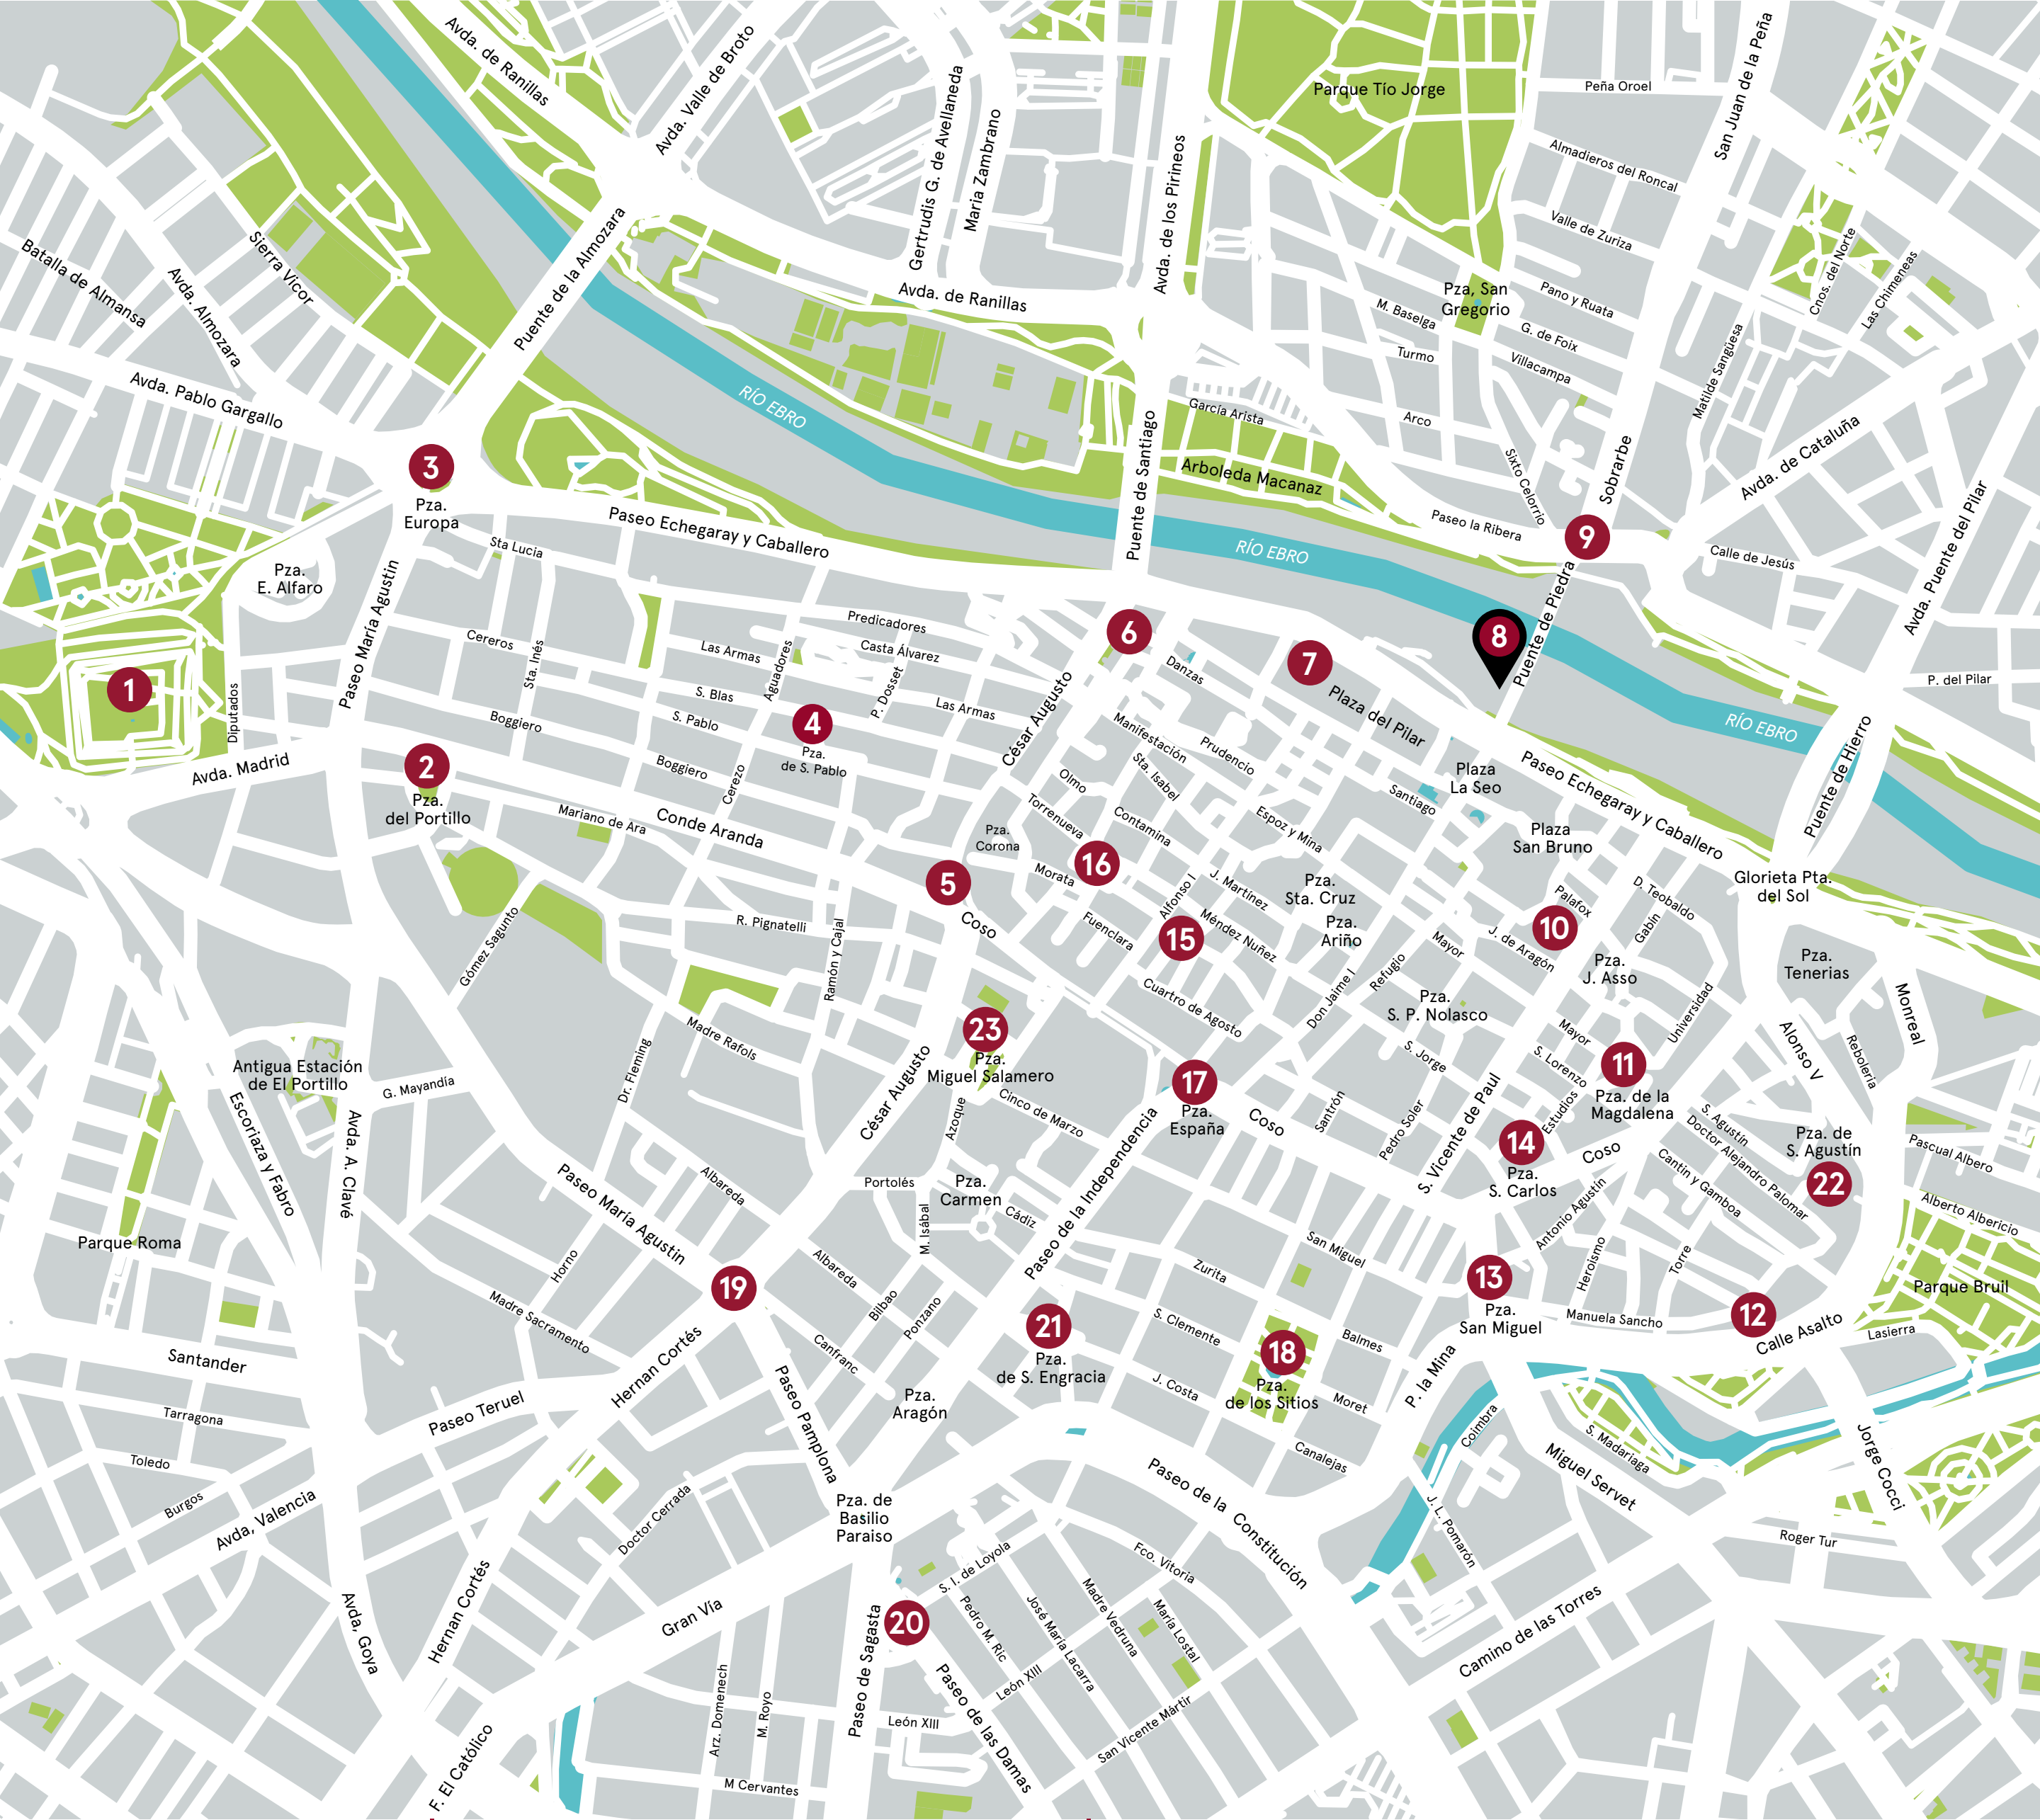 Avda. de Ranillas
Avda. Valle de Broto
Gertrudis G. de Avellaneda
Maria Zambrano
Avda. de los Pirineos
Parque Tío Jorge
Peña Oroel
San Juan de la Peña
Almadieros del Roncal
Valle de Zuriza
Batalla de Almansa
Avda. Almozara
Sierra Vicor
Puente de la Almozara
Avda. de Ranillas
Pza, San
Gregorio
M. Baselga
Pano y Ruata
G. de Foix
Turmo
Villacampa
Cnos. del Norte
Las Chimeneas
Matilde Sangüesa
Avda. Pablo Gargallo
RÍO EBRO
García Arista
Arco
Puente de Santiago
Arboleda Macanaz
Sixto Celorrio
Sobrarbe
Avda. de Cataluña
3
Pza.
Europa
Paseo Echegaray y Caballero
RÍO EBRO
Paseo la Ribera
9
Calle de Jesús
Avda. Puente del Pilar
Sta Lucia
Pza.
E. Alfaro
Paseo María Agustin
Predicadores
Casta Álvarez
Cereros
Sta. Inés
Las Armas
Aguadores
6
7
8
Puente de Piedra
P. del Pilar
1
Diputados
S. Blas
P. Dosset
Las Armas
César Augusto
Danzas
Plaza del Pilar
RÍO EBRO
Boggiero
S. Pablo
4
Pza.
de S. Pablo
Manifestación
Prudencio
Avda. Madrid
2
Pza.
del Portillo
Boggiero
Cerezo
Olmo
Sta. Isabel
Santiago
Plaza
La Seo
Paseo Echegaray y Caballero
Puente de Hierro
Mariano de Ara
Conde Aranda
Pza.
Corona
Torrenueva
Contamina
Espoz y Mina
Plaza
San Bruno
5
Morata
16
Alfonso I
J. Martínez
Pza.
Sta. Cruz
Glorieta Pta.
del Sol
Palafox
D. Teobaldo
R. Pignatelli
Coso
Fuenclara
15
Méndez Nuñez
Pza.
Ariño
Mayor
J. de Aragón
10
Gabín
Gómez Sagunto
Ramón y Cajal
Cuartro de Agosto
Don Jaime I
Refugio
Pza.
J. Asso
Pza.
Tenerias
Pza.
S. P. Nolasco
Universidad
Monreal
23
Pza.
Miguel Salamero
Madre Rafols
S. Jorge
Mayor
S. Lorenzo
11
Pza. de la
Magdalena
Alonso V
Reboleria
Antigua Estación
de El Portillo
G. Mayandía
Dr. Fleming
César Augusto
Azoque
Cinco de Marzo
17
Pza.
España
Coso
Santrón
Pedro Soler
S. Vicente de Paul
Estudios
14
Pza.
S. Carlos
Coso
S. Agustín
Doctor Alejandro Palomar
Pza. de
S. Agustín
22
Pascual Albero
Escoriaza y Fabro
Avda. A. Clavé
Paseo María Agustin
Albareda
Portolés
Pza.
Carmen
M. Isábal
Cádiz
Paseo de la Independencia
Cantín y Gamboa
Antonio Agustín
Alberto Albericio
Parque Roma
Horno
Albareda
San Miguel
Heroismo
Torre
Parque Bruil
19
Bilbao
Ponzano
Zurita
13
Pza.
San Miguel
Manuela Sancho
12
Calle Asalto
Lasierra
Madre Sacramento
Hernan Cortés
Canfranc
21
Pza.
de S. Engracia
S. Clemente
18
Pza.
de los Sitios
Balmes
P. la Mina
Santander
Paseo Teruel
Paseo Pamplona
Pza.
Aragón
J. Costa
Moret
Tarragona
Canalejas
Coimbra
S. Madariaga
Jorge Cocci
Toledo
Miguel Servet
Burgos
Avda, Valencia
Pza. de
Basilio
Paraiso
Doctor Cerrada
Paseo de la Constitución
J. L. Pomarón
Roger Tur
Hernan Cortés
Avda, Goya
Gran Vía
S. I. de Loyola
Fco. Vitoria
20
Pedro M. Ric
José María Lacarra
Madre Vedruna
María Lostal
Camino de las Torres
Paseo de Sagasta
Paseo de las Damas
León XIII
San Vicente Mártir
Arz. Domenech
M. Royo
León XIII
F. El Católico
M Cervantes